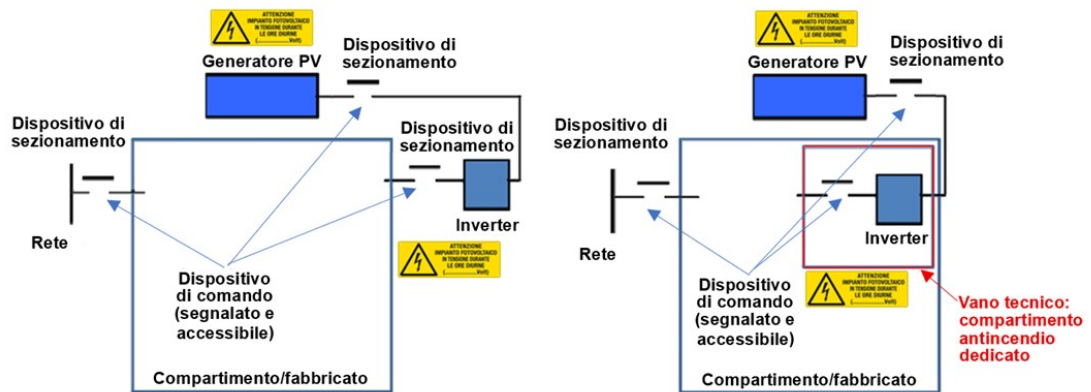 ATTENZIONE
IMPIANTO FOTOVOLTAICO
IN TENSIONE DURANTE
LE ORE DIURNE
(................Volt)
Generatore PV
Dispositivo di
sezionamento
Dispositivo di
sezionamento
Dispositivo di
sezionamento
Rete
Inverter
ATTENZIONE
IMPIANTO FOTOVOLTAICO
IN TENSIONE DURANTE
LE ORE DIURNE
(................Volt)
Dispositivo
di comando
(segnalato e
accessibile)
Compartimento/fabbricato
ATTENZIONE
IMPIANTO FOTOVOLTAICO
IN TENSIONE DURANTE
LE ORE DIURNE
(................Volt)
Generatore PV
Dispositivo di
sezionamento
Dispositivo di
sezionamento
Rete
Inverter
ATTENZIONE
IMPIANTO FOTOVOLTAICO
IN TENSIONE DURANTE
LE ORE DIURNE
(................Volt)
Dispositivo
di comando
(segnalato e
accessibile)
Vano tecnico:
compartimento
antincendio
dedicato
Compartimento/fabbricato